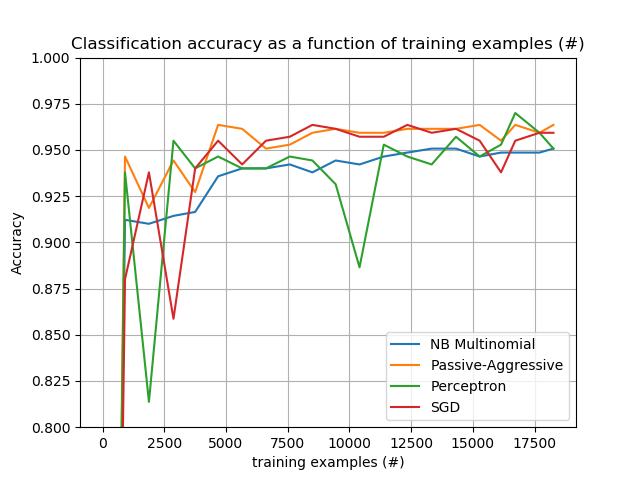 Classification accuracy as a function of training examples (#)
1.000
0.975
0.950
0.925
0.900
0.875
0.850
0.825
0.800
Accuracy
NB Multinomial
Passive-Aggressive
Perceptron
SGD
0 2500 5000 7500 10000 12500 15000 17500
training examples (#)